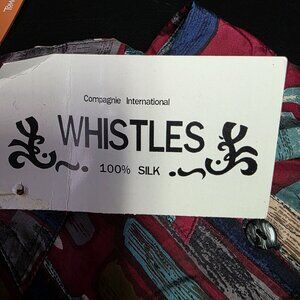 Compagnie International
WHISTLES
100% SILK